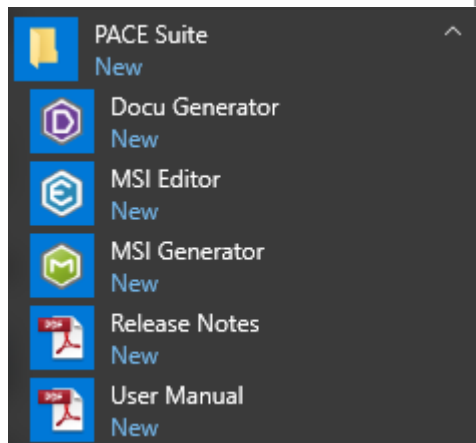 PACE Suite
New
Docu Generator
New
MSI Editor
New
MSI Generator
New
Release Notes
New
User Manual
New